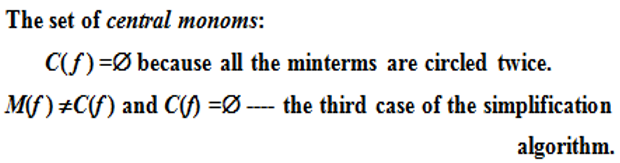 The set of central monoms:
C(f)=Ø because all the minterms are circled twice.
M(f)≠C(f) and C(f)=Ø ---- the third case of the simplification
algorithm.